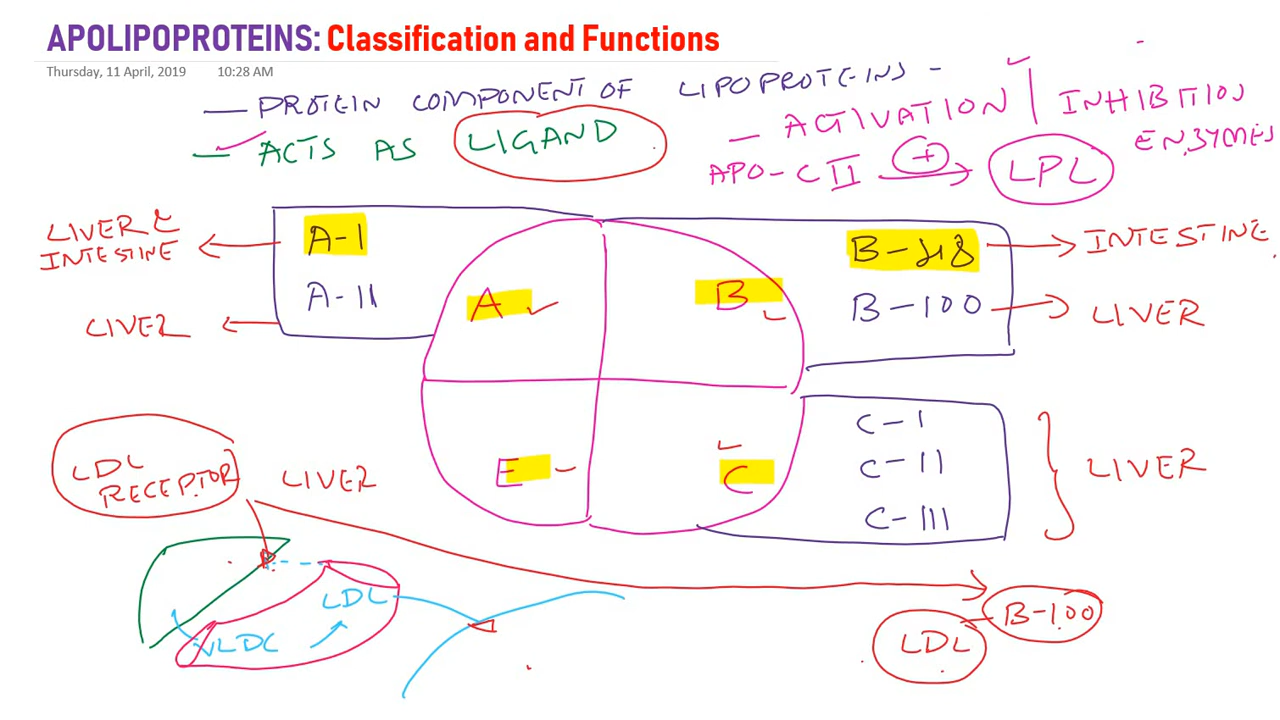 APOLIPOPROTEINS: Classification and Functions
Thursday, 11 April, 2019 10:28 AM
— PROTEIN COMPONENT OF LIPOPROTEINS -
— ACTS AS LIGAND
— ACTIVATION / INHIBITION
ENZYMES
APO-CII + LPL
LIVER &
INTESTINE
A-I
A-II
LIVER
A
B
B-48
INTESTINE
B-100
LIVER
E
C
C-I
C-II
C-III
LIVER
LDL
RECEPTOR
LIVER
LDL
VLDL
B-100
LDL